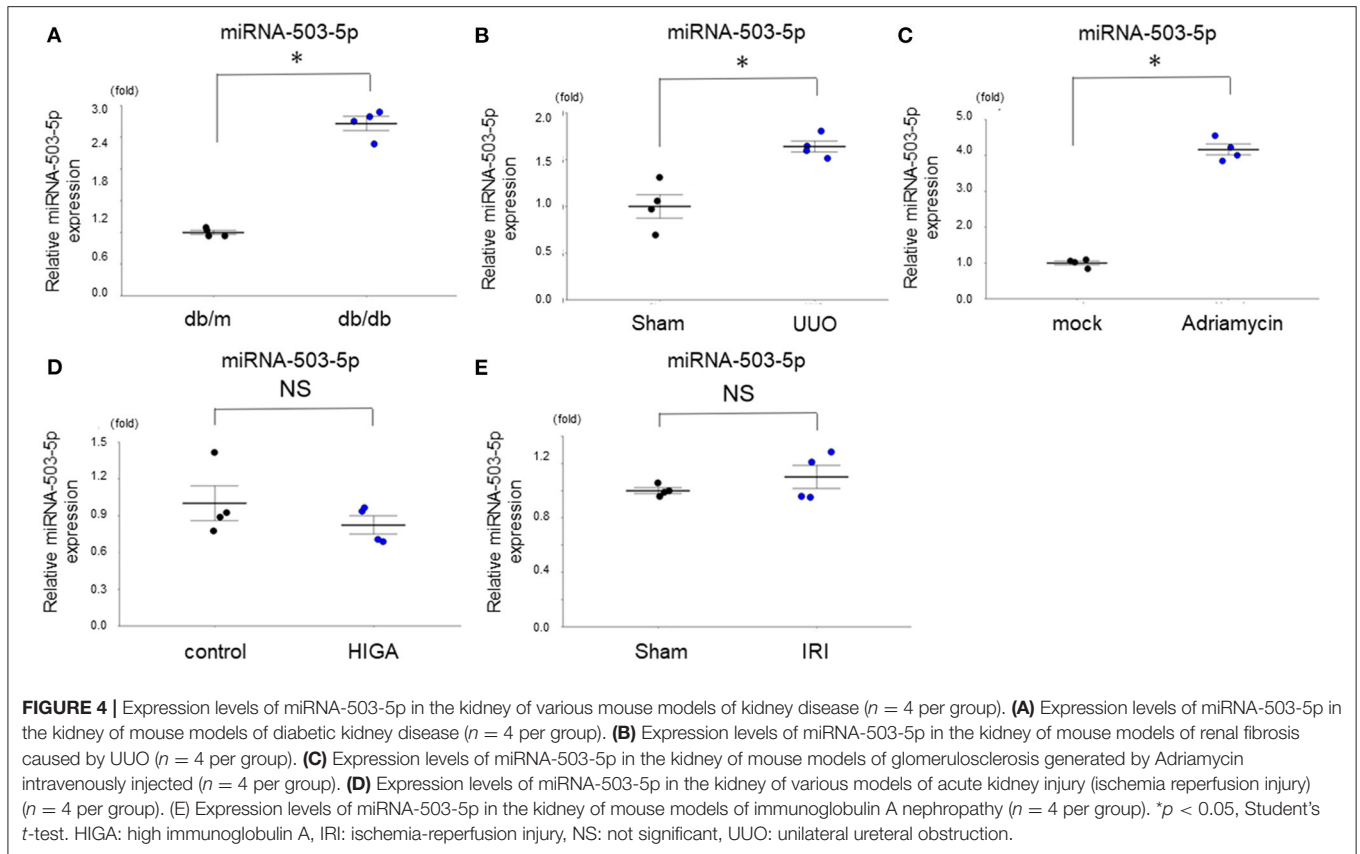 A
miRNA-503-5p
*
(fold)
Relative miRNA-503-5p
expression
3.0
2.4
1.8
1.2
0.6
0.0
db/m db/db
B
miRNA-503-5p
*
(fold)
Relative miRNA-503-5p
expression
2.0
1.5
1.0
0.5
0.0
Sham UUO
C
miRNA-503-5p
*
(fold)
Relative miRNA-503-5p
expression
5.0
4.0
3.0
2.0
1.0
0.0
mock Adriamycin
D
miRNA-503-5p
NS
(fold)
Relative miRNA-503-5p
expression
1.5
1.2
0.9
0.6
0.3
0.0
control HIGA
E
miRNA-503-5p
NS
(fold)
Relative miRNA-503-5p
expression
1.2
0.8
0.4
0.0
Sham IRI
FIGURE 4 | Expression levels of miRNA-503-5p in the kidney of various mouse models of kidney disease (n = 4 per group). (A) Expression levels of miRNA-503-5p in
the kidney of mouse models of diabetic kidney disease (n = 4 per group). (B) Expression levels of miRNA-503-5p in the kidney of mouse models of renal fibrosis
caused by UUO (n = 4 per group). (C) Expression levels of miRNA-503-5p in the kidney of mouse models of glomerulosclerosis generated by Adriamycin
intravenously injected (n = 4 per group). (D) Expression levels of miRNA-503-5p in the kidney of various models of acute kidney injury (ischemia reperfusion injury)
(n = 4 per group). (E) Expression levels of miRNA-503-5p in the kidney of mouse models of immunoglobulin A nephropathy (n = 4 per group). *p < 0.05, Student's
t-test. HIGA: high immunoglobulin A, IRI: ischemia-reperfusion injury, NS: not significant, UUO: unilateral ureteral obstruction.